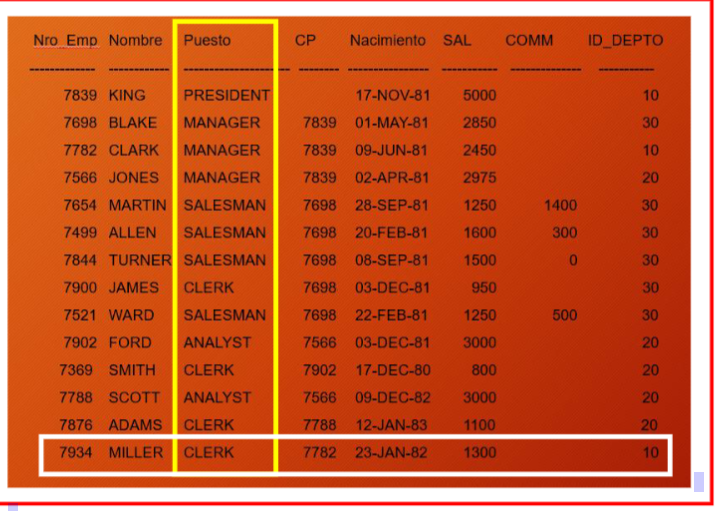 Nro_Emp Nombre Puesto CP Nacimiento SAL COMM ID_DEPTO
------------- ------------ --------------------- -------- ---------------- ----------- -------------- -----------
7839 KING PRESIDENT 17-NOV-81 5000 10
7698 BLAKE MANAGER 7839 01-MAY-81 2850 30
7782 CLARK MANAGER 7839 09-JUN-81 2450 10
7566 JONES MANAGER 7839 02-APR-81 2975 20
7654 MARTIN SALESMAN 7698 28-SEP-81 1250 1400 30
7499 ALLEN SALESMAN 7698 20-FEB-81 1600 300 30
7844 TURNER SALESMAN 7698 08-SEP-81 1500 0 30
7900 JAMES CLERK 7698 03-DEC-81 950 30
7521 WARD SALESMAN 7698 22-FEB-81 1250 500 30
7902 FORD ANALYST 7566 03-DEC-81 3000 20
7369 SMITH CLERK 7902 17-DEC-80 800 20
7788 SCOTT ANALYST 7566 09-DEC-82 3000 20
7876 ADAMS CLERK 7788 12-JAN-83 1100 20
7934 MILLER CLERK 7782 23-JAN-82 1300 10